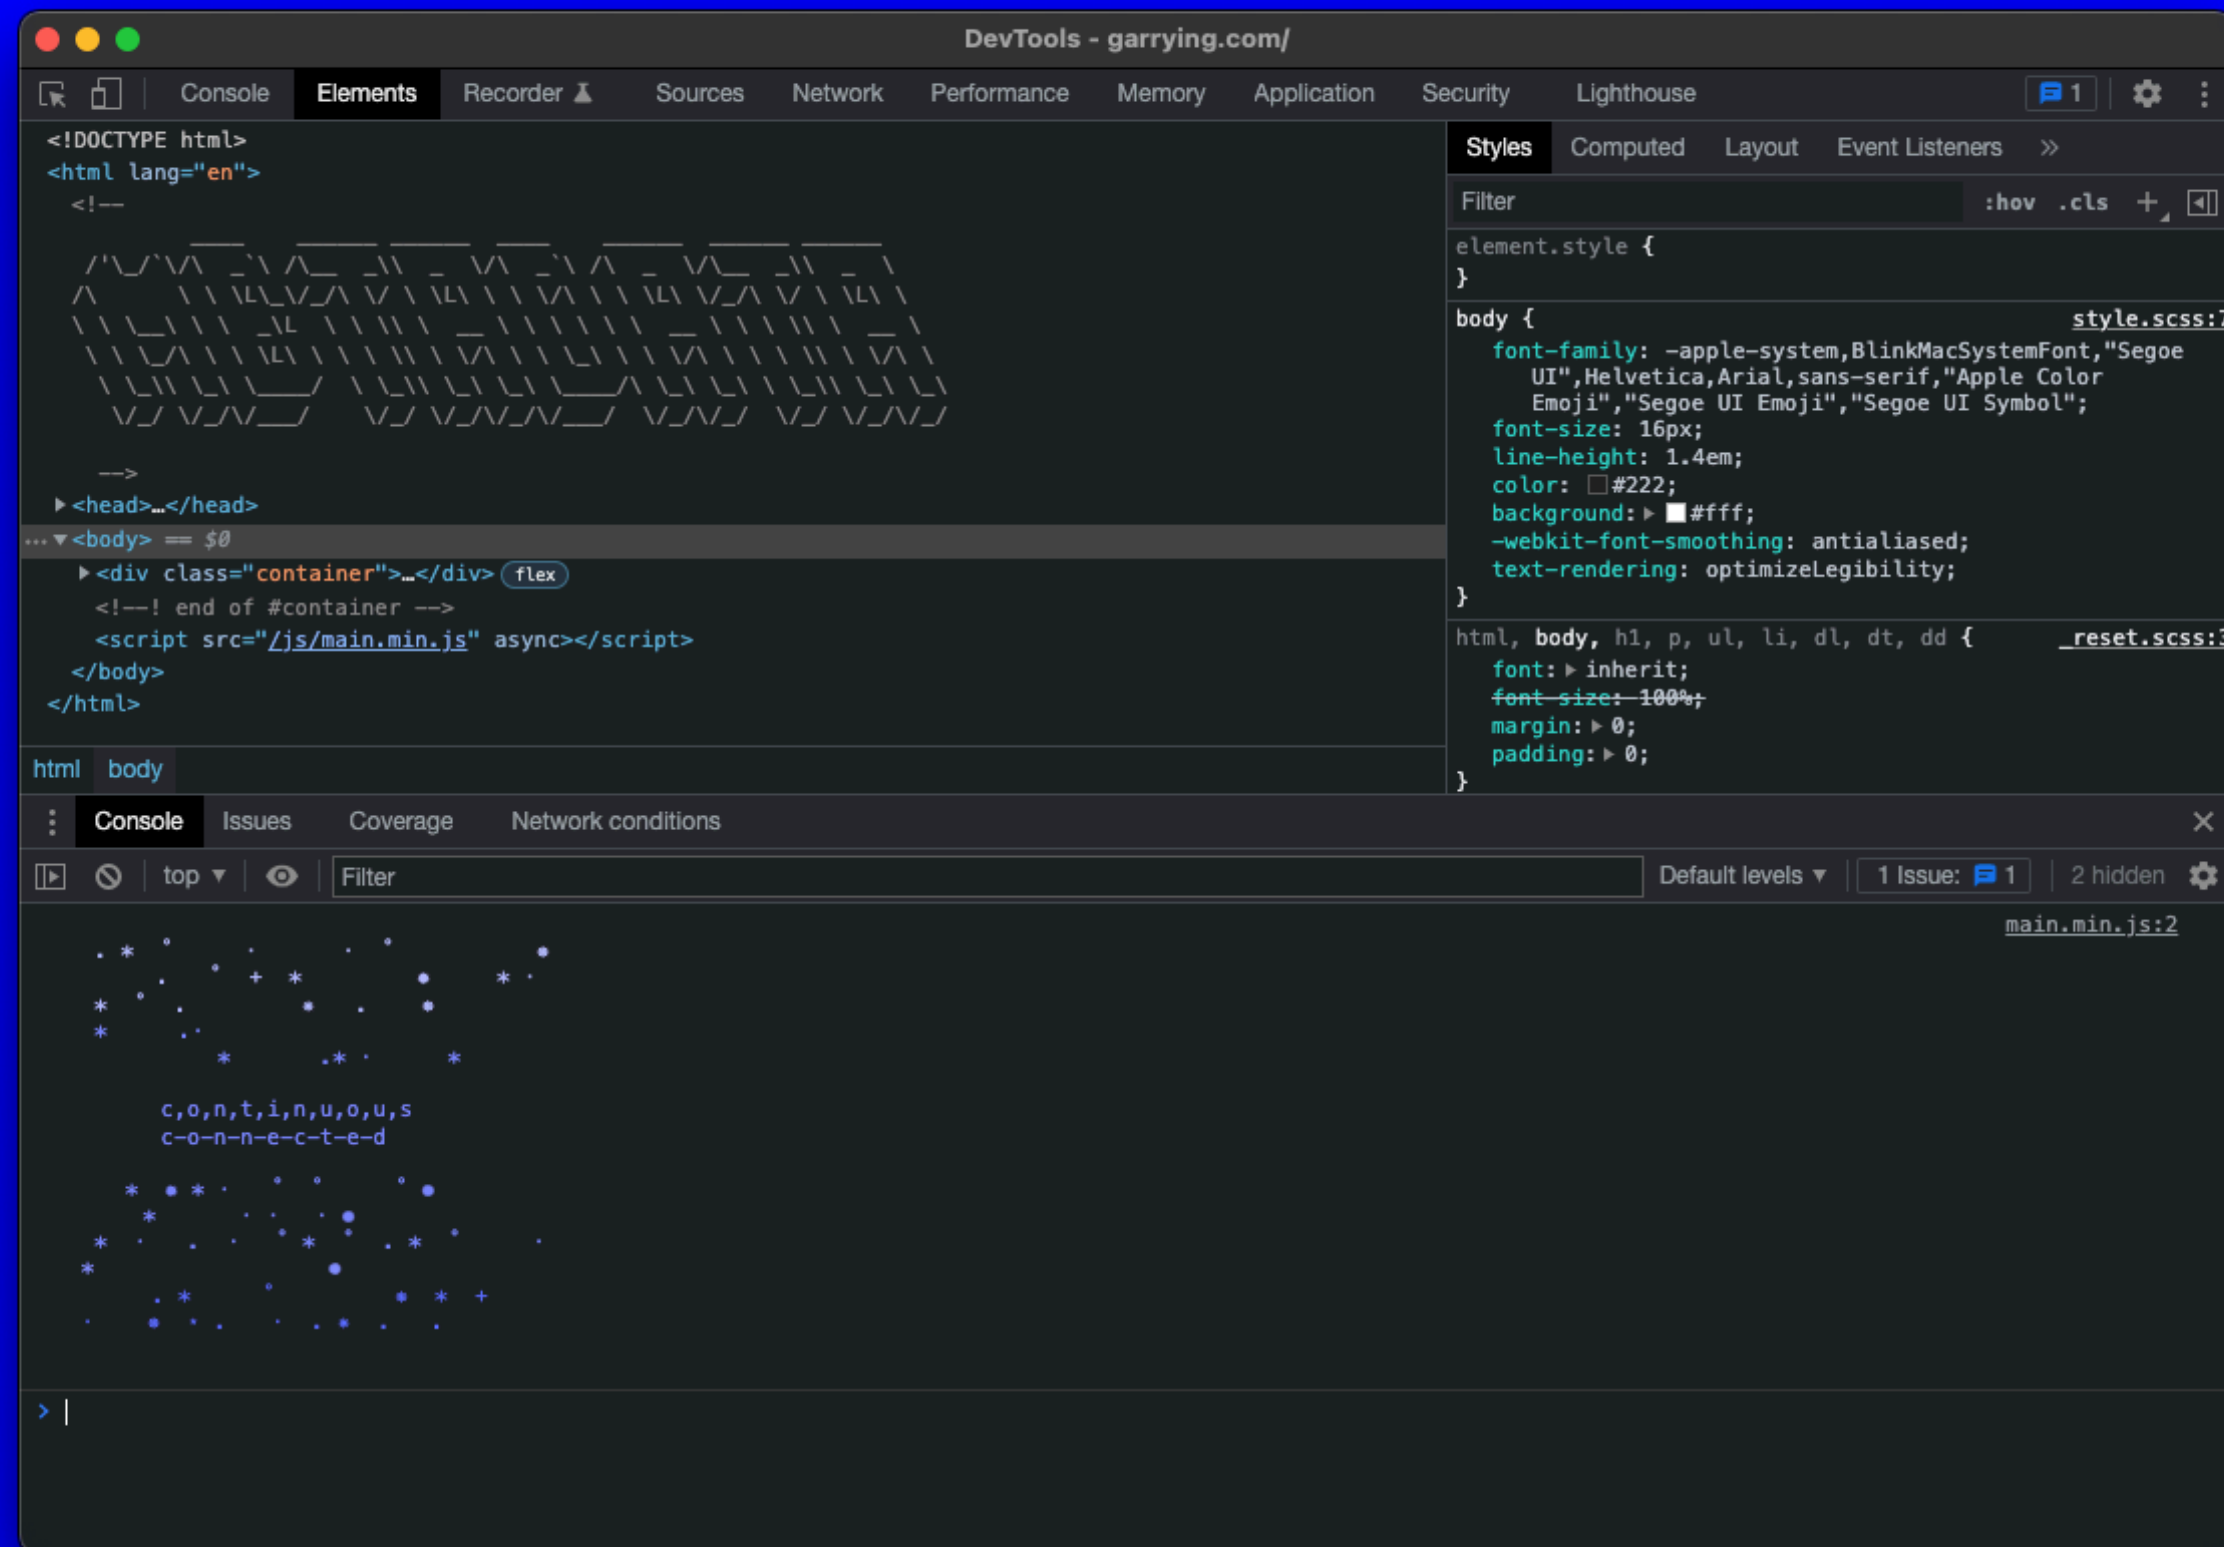 DevTools - garrying.com/
Console Elements Recorder Sources Network Performance Memory Application Security Lighthouse 1
<!DOCTYPE html>
<html lang="en">
<!--
-->
<head>…</head>
<body> == $0
<div class="container">…</div> flex
<!--! end of #container -->
<script src="/js/main.min.js" async></script>
</body>
</html>
html body
Styles Computed Layout Event Listeners »
Filter :hov .cls +
element.style {
}
body { style.scss:7
font-family: -apple-system,BlinkMacSystemFont,"Segoe
UI",Helvetica,Arial,sans-serif,"Apple Color
Emoji","Segoe UI Emoji","Segoe UI Symbol";
font-size: 16px;
line-height: 1.4em;
color: #222;
background: #fff;
-webkit-font-smoothing: antialiased;
text-rendering: optimizeLegibility;
}
html, body, h1, p, ul, li, dl, dt, dd { _reset.scss:3
font: inherit;
font-size: 100%;
margin: 0;
padding: 0;
}
Console Issues Coverage Network conditions
top Filter Default levels 1 Issue: 1 2 hidden
main.min.js:2
c,o,n,t,i,n,u,o,u,s
c-o-n-n-e-c-t-e-d
>